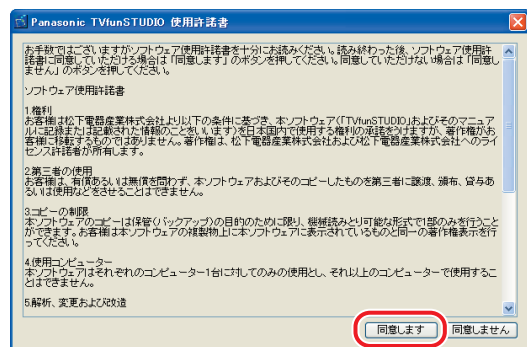 Panasonic TVfunSTUDIO 使用許諾書
お手数ではございますがソフトウェア使用許諾書を十分にお読みください。読み終わった後、ソフトウェア使用許
諾書に同意していただける場合は「同意します」のボタンを押してください。同意していただけない場合は「同意し
ません」のボタンを押してください。
ソフトウェア使用許諾書
1.権利
お客様は松下電器産業株式会社より以下の条件に基づき、本ソフトウェア(「TVfunSTUDIO」およびそのマニュア
ルに記録または記載された情報のことをいいます)を日本国内で使用する権利の承諾をうけますが、著作権がお
客様に移転するものではありません。著作権は、松下電器産業株式会社および松下電器産業株式会社へのライ
センス許諾者が所有します。
2.第三者の使用
お客様は、有償あるいは無償を問わず、本ソフトウェアおよびそのコピーしたものを第三者に譲渡、頒布、貸与あ
るいは使用などをさせることはできません。
3.コピーの制限
本ソフトウェアのコピーは保管(バックアップ)の目的のために限り、機械読みとり可能な形式で1部のみを行うこと
ができます。お客様は本ソフトウェアの複製物上に本ソフトウェアに表示されているものと同一の著作権表示を行
ってください。
4.使用コンピューター
本ソフトウェアはそれぞれのコンピューター1台に対してのみの使用とし、それ以上のコンピューターで使用するこ
とはできません。
5.解析、変更および改造
同意します
同意しません